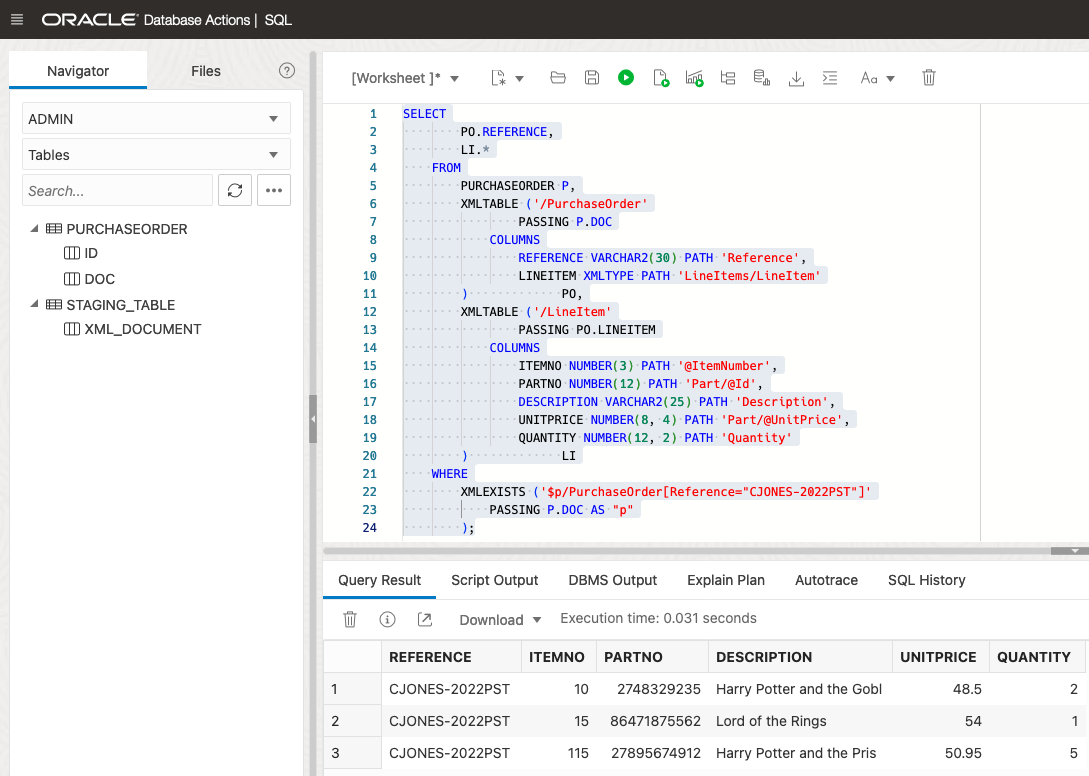 ORACLE Database Actions | SQL
Navigator
Files
?
ADMIN
Tables
Search...
PURCHASEORDER
ID
DOC
STAGING_TABLE
XML_DOCUMENT
[Worksheet ]*
Aa
1 SELECT
2 PO.REFERENCE,
3 LI.*
4 FROM
5 PURCHASEORDER P,
6 XMLTABLE ('/PurchaseOrder'
7 PASSING P.DOC
8 COLUMNS
9 REFERENCE VARCHAR2(30) PATH 'Reference',
10 LINEITEM XMLTYPE PATH 'LineItems/LineItem'
11 ) PO,
12 XMLTABLE ('/LineItem'
13 PASSING PO.LINEITEM
14 COLUMNS
15 ITEMNO NUMBER(3) PATH '@ItemNumber',
16 PARTNO NUMBER(12) PATH 'Part/@Id',
17 DESCRIPTION VARCHAR2(25) PATH 'Description',
18 UNITPRICE NUMBER(8, 4) PATH 'Part/@UnitPrice',
19 QUANTITY NUMBER(12, 2) PATH 'Quantity'
20 ) LI
21 WHERE
22 XMLEXISTS ('$p/PurchaseOrder[Reference="CJONES-2022PST"]'
23 PASSING P.DOC AS "p"
24 );
Query Result Script Output DBMS Output Explain Plan Autotrace SQL History
Download Execution time: 0.031 seconds
REFERENCE ITEMNO PARTNO DESCRIPTION UNITPRICE QUANTITY
1 CJONES-2022PST 10 2748329235 Harry Potter and the Gobl 48.5 2
2 CJONES-2022PST 15 86471875562 Lord of the Rings 54 1
3 CJONES-2022PST 115 27895674912 Harry Potter and the Pris 50.95 5